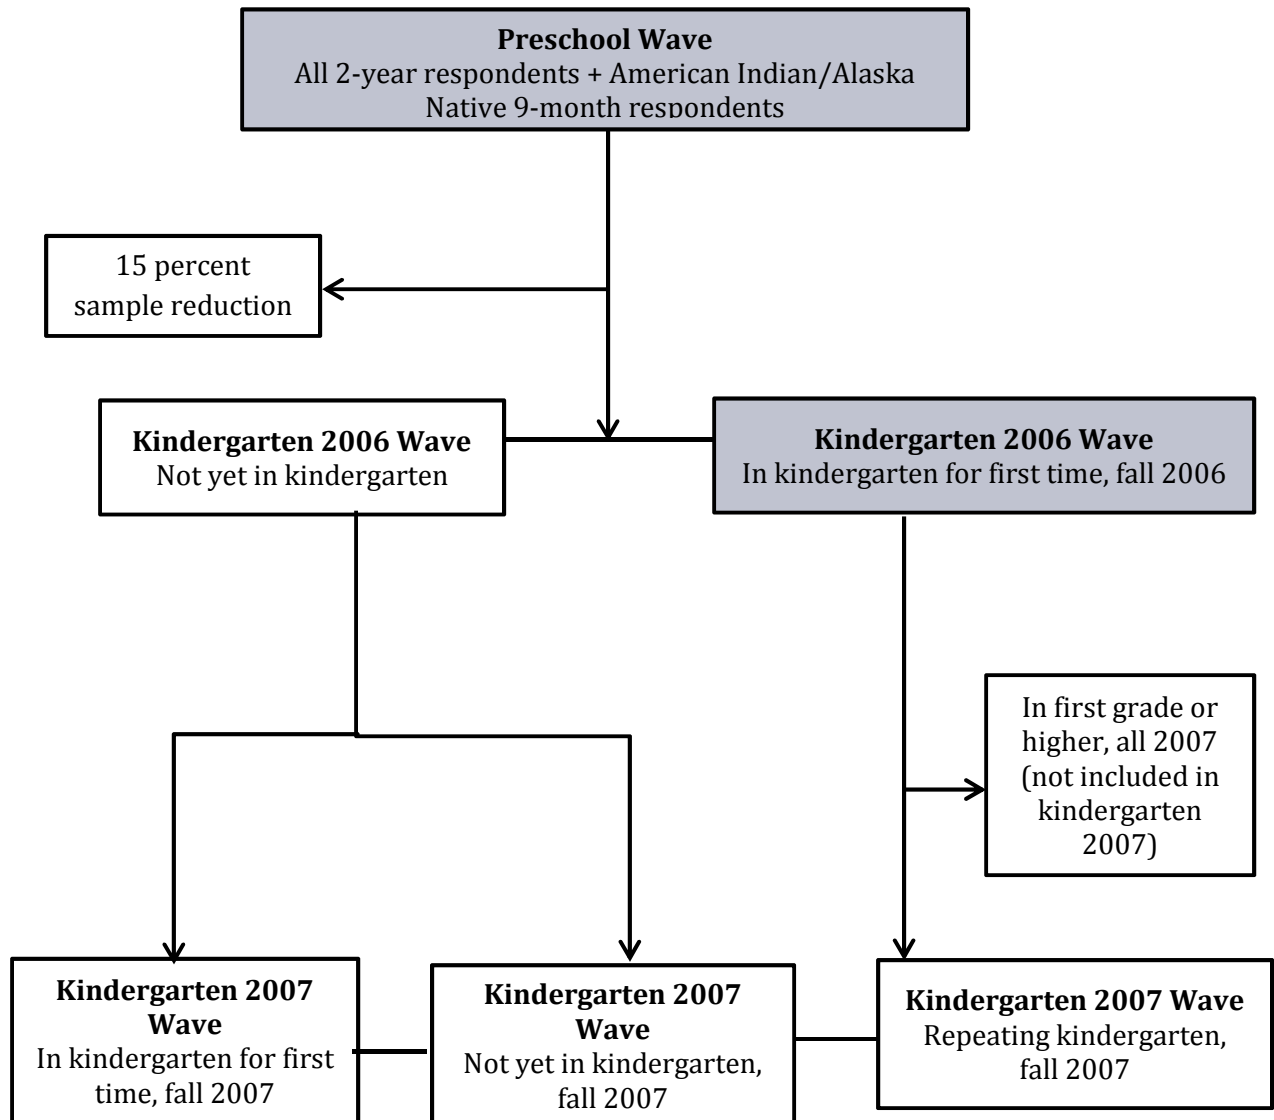 Preschool Wave
All 2-year respondents + American Indian/Alaska
Native 9-month respondents
15 percent
sample reduction
Kindergarten 2006 Wave
Not yet in kindergarten
Kindergarten 2006 Wave
In kindergarten for first time, fall 2006
In first grade or
higher, all 2007
(not included in
kindergarten
2007)
Kindergarten 2007
Wave
In kindergarten for first
time, fall 2007
Kindergarten 2007
Wave
Not yet in kindergarten,
fall 2007
Kindergarten 2007 Wave
Repeating kindergarten,
fall 2007